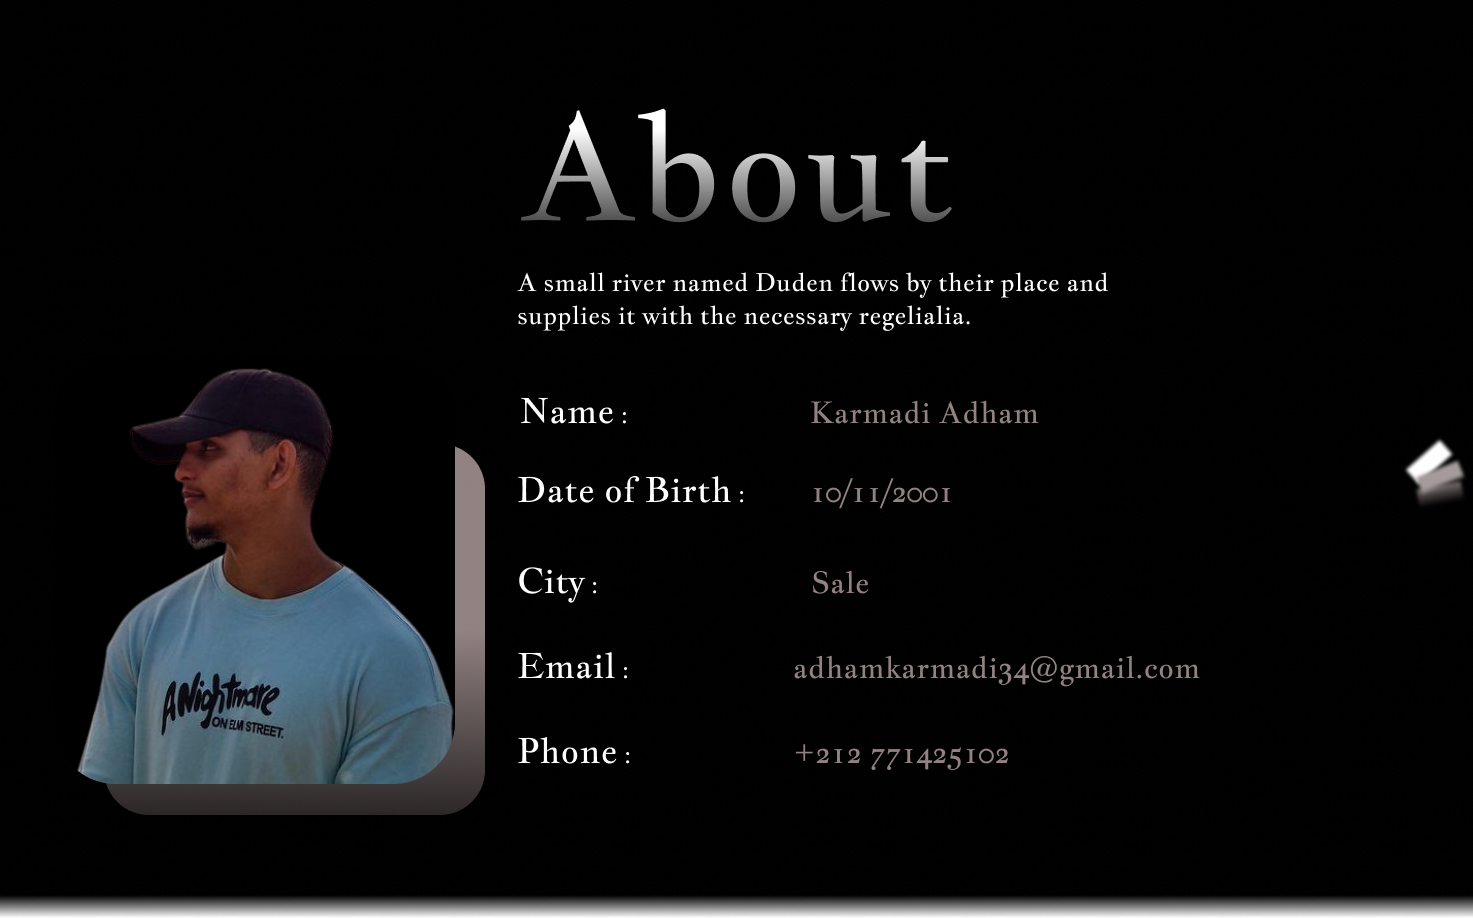 About
A small river named Duden flows by their place and
supplies it with the necessary regelialia.
Name : Karmadi Adham
Date of Birth : 10/11/2001
City : Sale
Email : adhamkarmadi34@gmail.com
Phone : +212 771425102
ANightmare
ON ELM STREET.